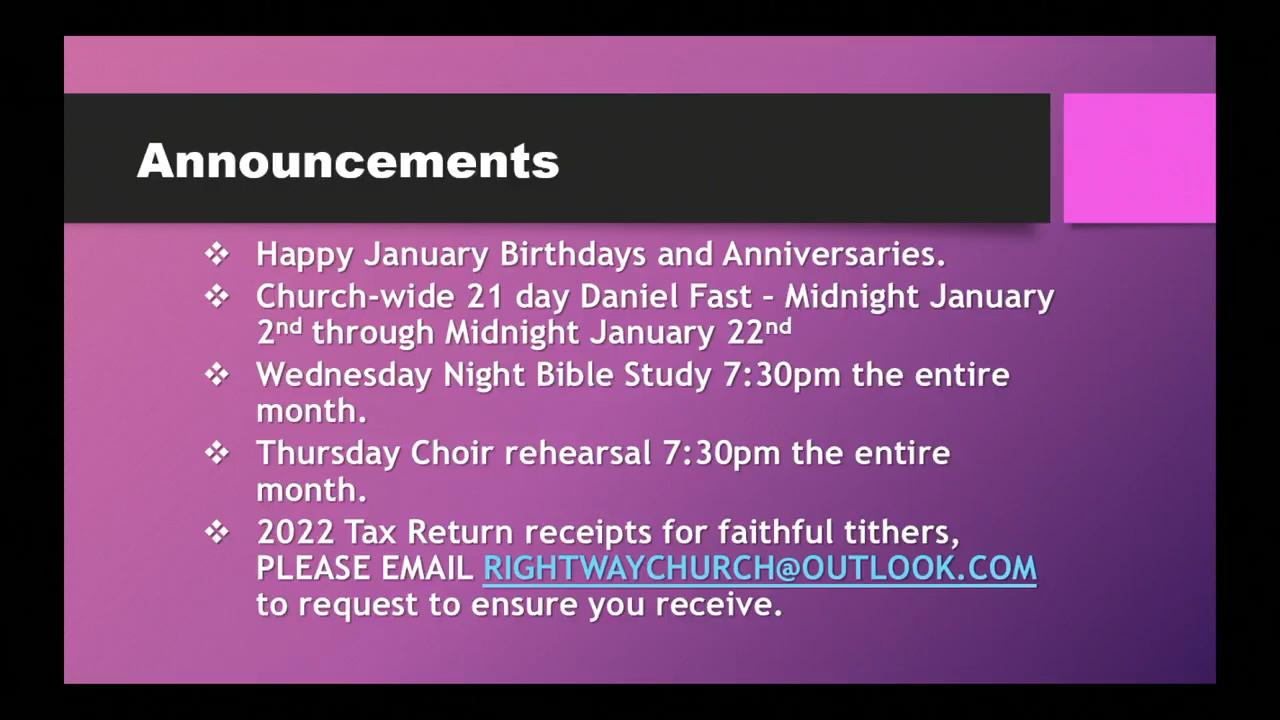 Announcements
❖ Happy January Birthdays and Anniversaries.
❖ Church-wide 21 day Daniel Fast – Midnight January
2nd through Midnight January 22nd
❖ Wednesday Night Bible Study 7:30pm the entire
month.
❖ Thursday Choir rehearsal 7:30pm the entire
month.
❖ 2022 Tax Return receipts for faithful tithers,
PLEASE EMAIL RIGHTWAYCHURCH@OUTLOOK.COM
to request to ensure you receive.